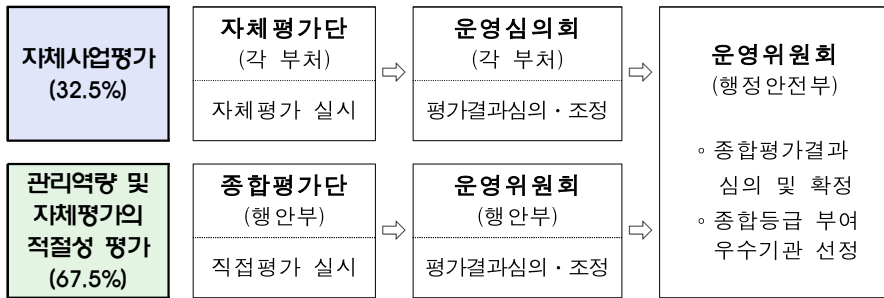 자체사업평가
(32.5%)
자체평가단
(각 부처)
자체평가 실시
운영심의회
(각 부처)
평가결과심의·조정
관리역량 및
자체평가의
적절성 평가
(67.5%)
종합평가단
(행안부)
직접평가 실시
운영위원회
(행안부)
평가결과심의·조정
운영위원회
(행정안전부)
◦ 종합평가결과
심의 및 확정
◦ 종합등급 부여
우수기관 선정